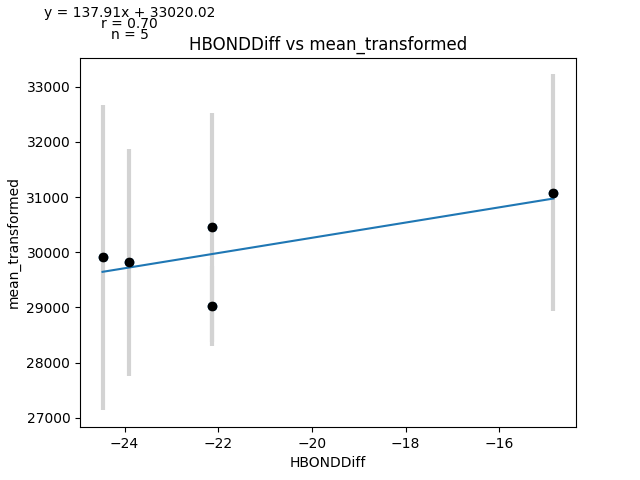 y = 137.91x + 33020.02
r = 0.70
n = 5
HBONDDiff vs mean_transformed
33000
32000
31000
30000
29000
28000
27000
mean_transformed
−24
−22
−20
−18
−16
HBONDDiff